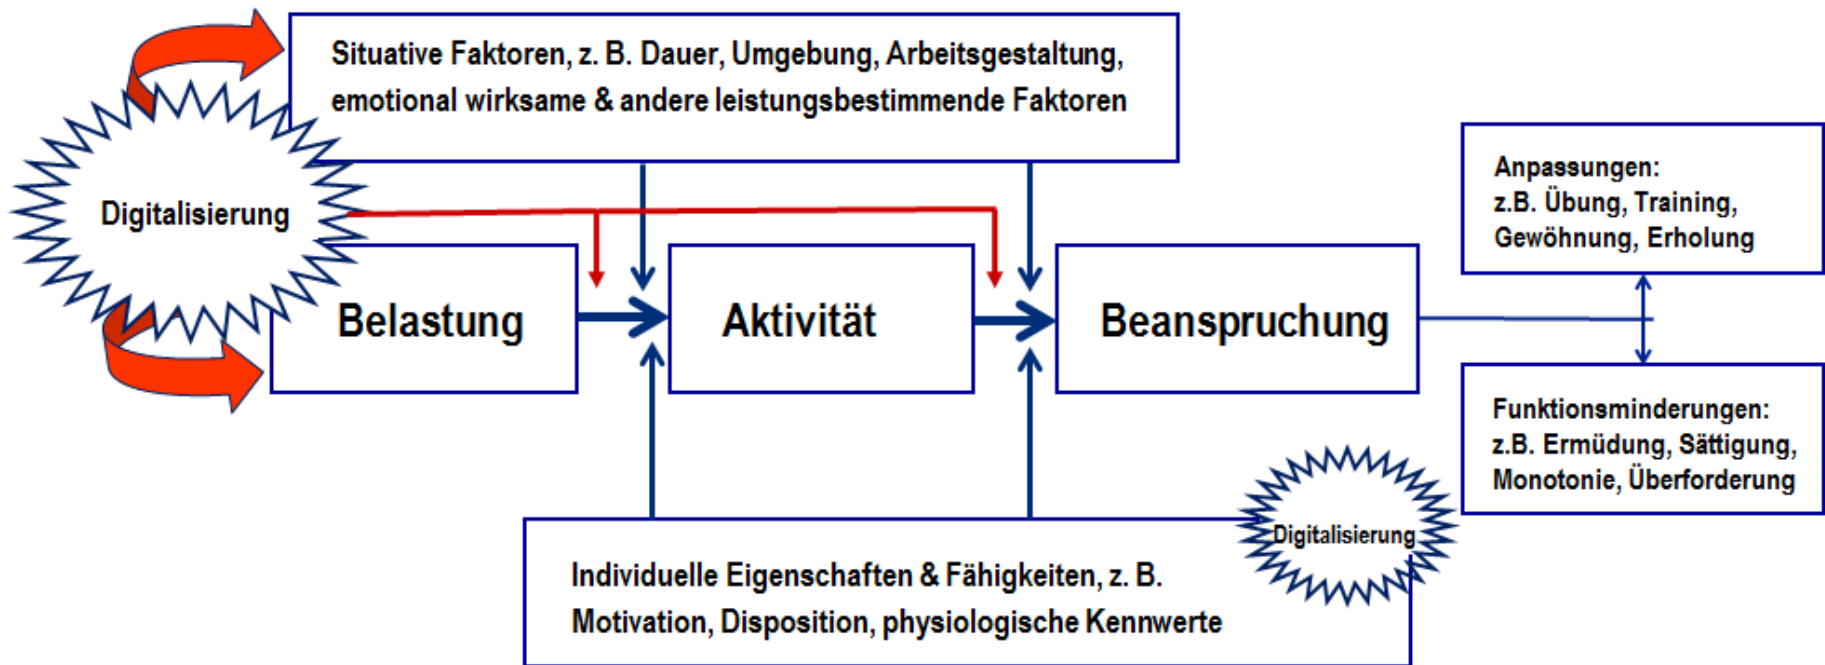 Situative Faktoren, z. B. Dauer, Umgebung, Arbeitsgestaltung,
emotional wirksame & andere leistungsbestimmende Faktoren
Digitalisierung
Belastung
Aktivität
Beanspruchung
Anpassungen:
z.B. Übung, Training,
Gewöhnung, Erholung
Funktionsminderungen:
z.B. Ermüdung, Sättigung,
Monotonie, Überforderung
Digitalisierung
Individuelle Eigenschaften & Fähigkeiten, z. B.
Motivation, Disposition, physiologische Kennwerte